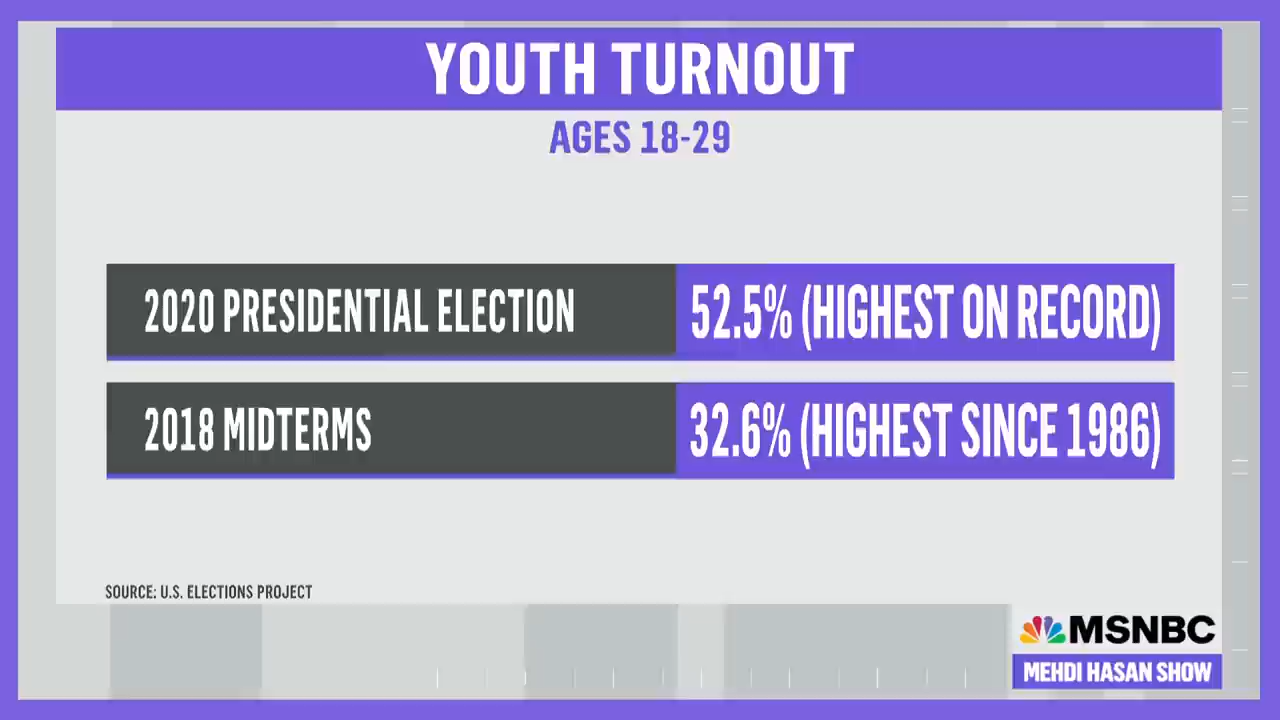 YOUTH TURNOUT
AGES 18-29
2020 PRESIDENTIAL ELECTION 52.5% (HIGHEST ON RECORD)
2018 MIDTERMS 32.6% (HIGHEST SINCE 1986)
SOURCE: U.S. ELECTIONS PROJECT
MSNBC
MEHDI HASAN SHOW